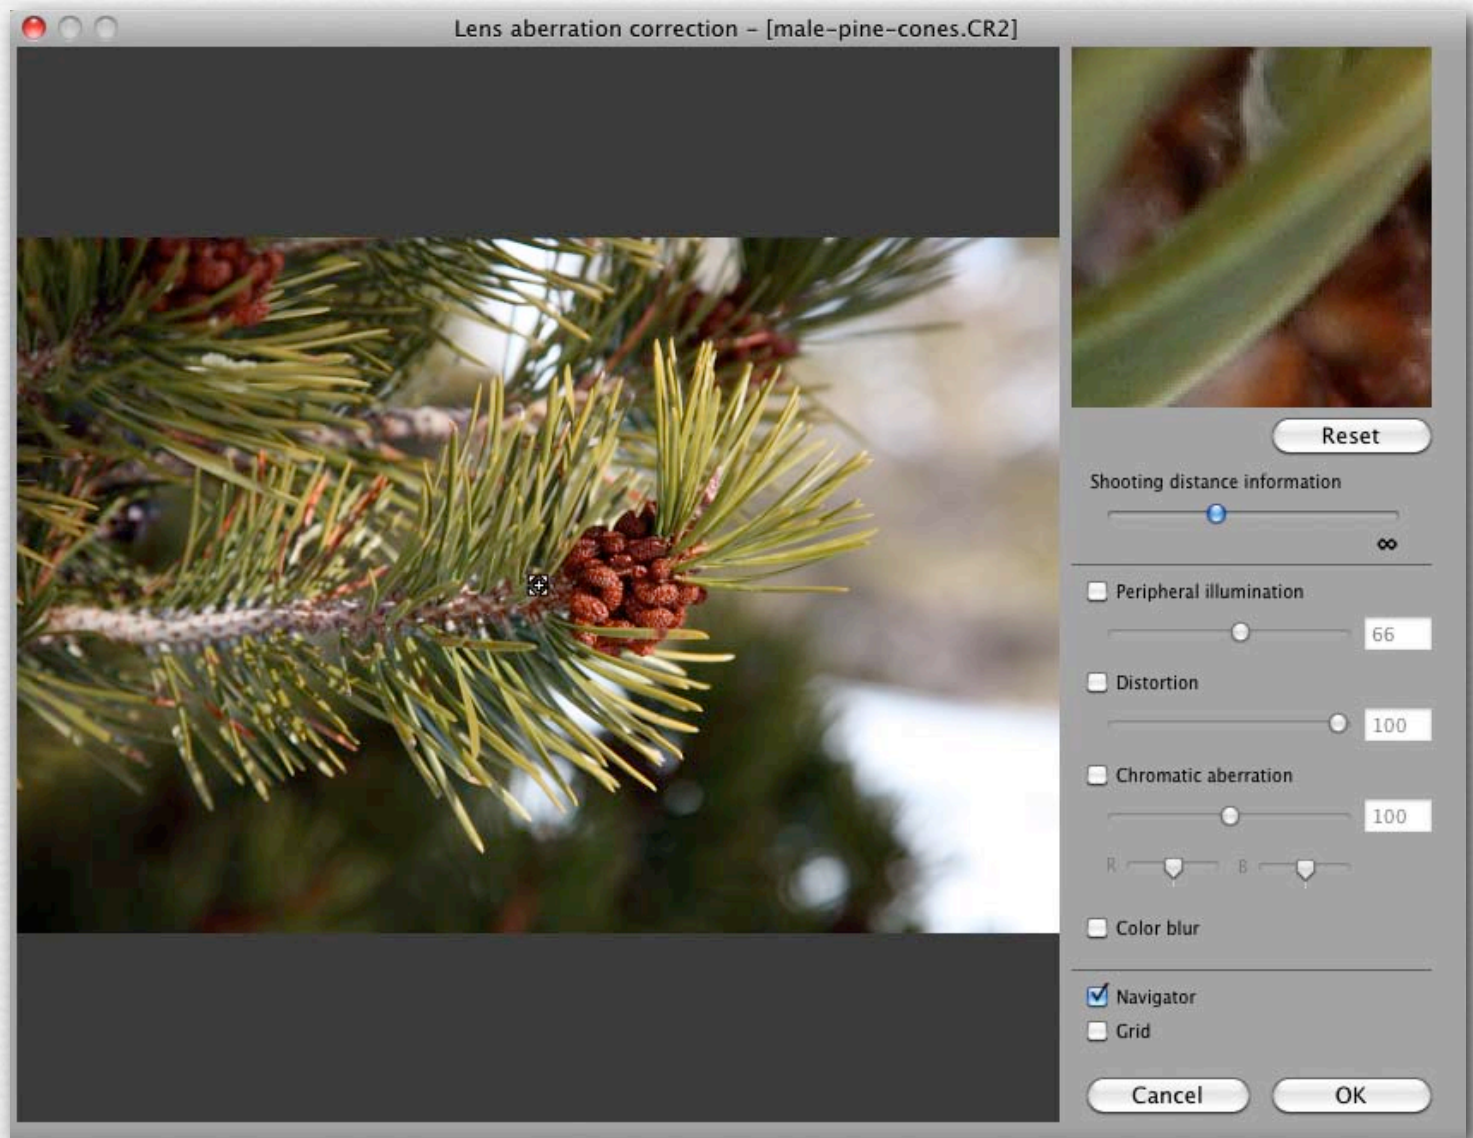 Lens aberration correction – [male-pine-cones.CR2]
Reset
Shooting distance information
∞
Peripheral illumination
66
Distortion
100
Chromatic aberration
100
R B
Color blur
Navigator
Grid
Cancel OK